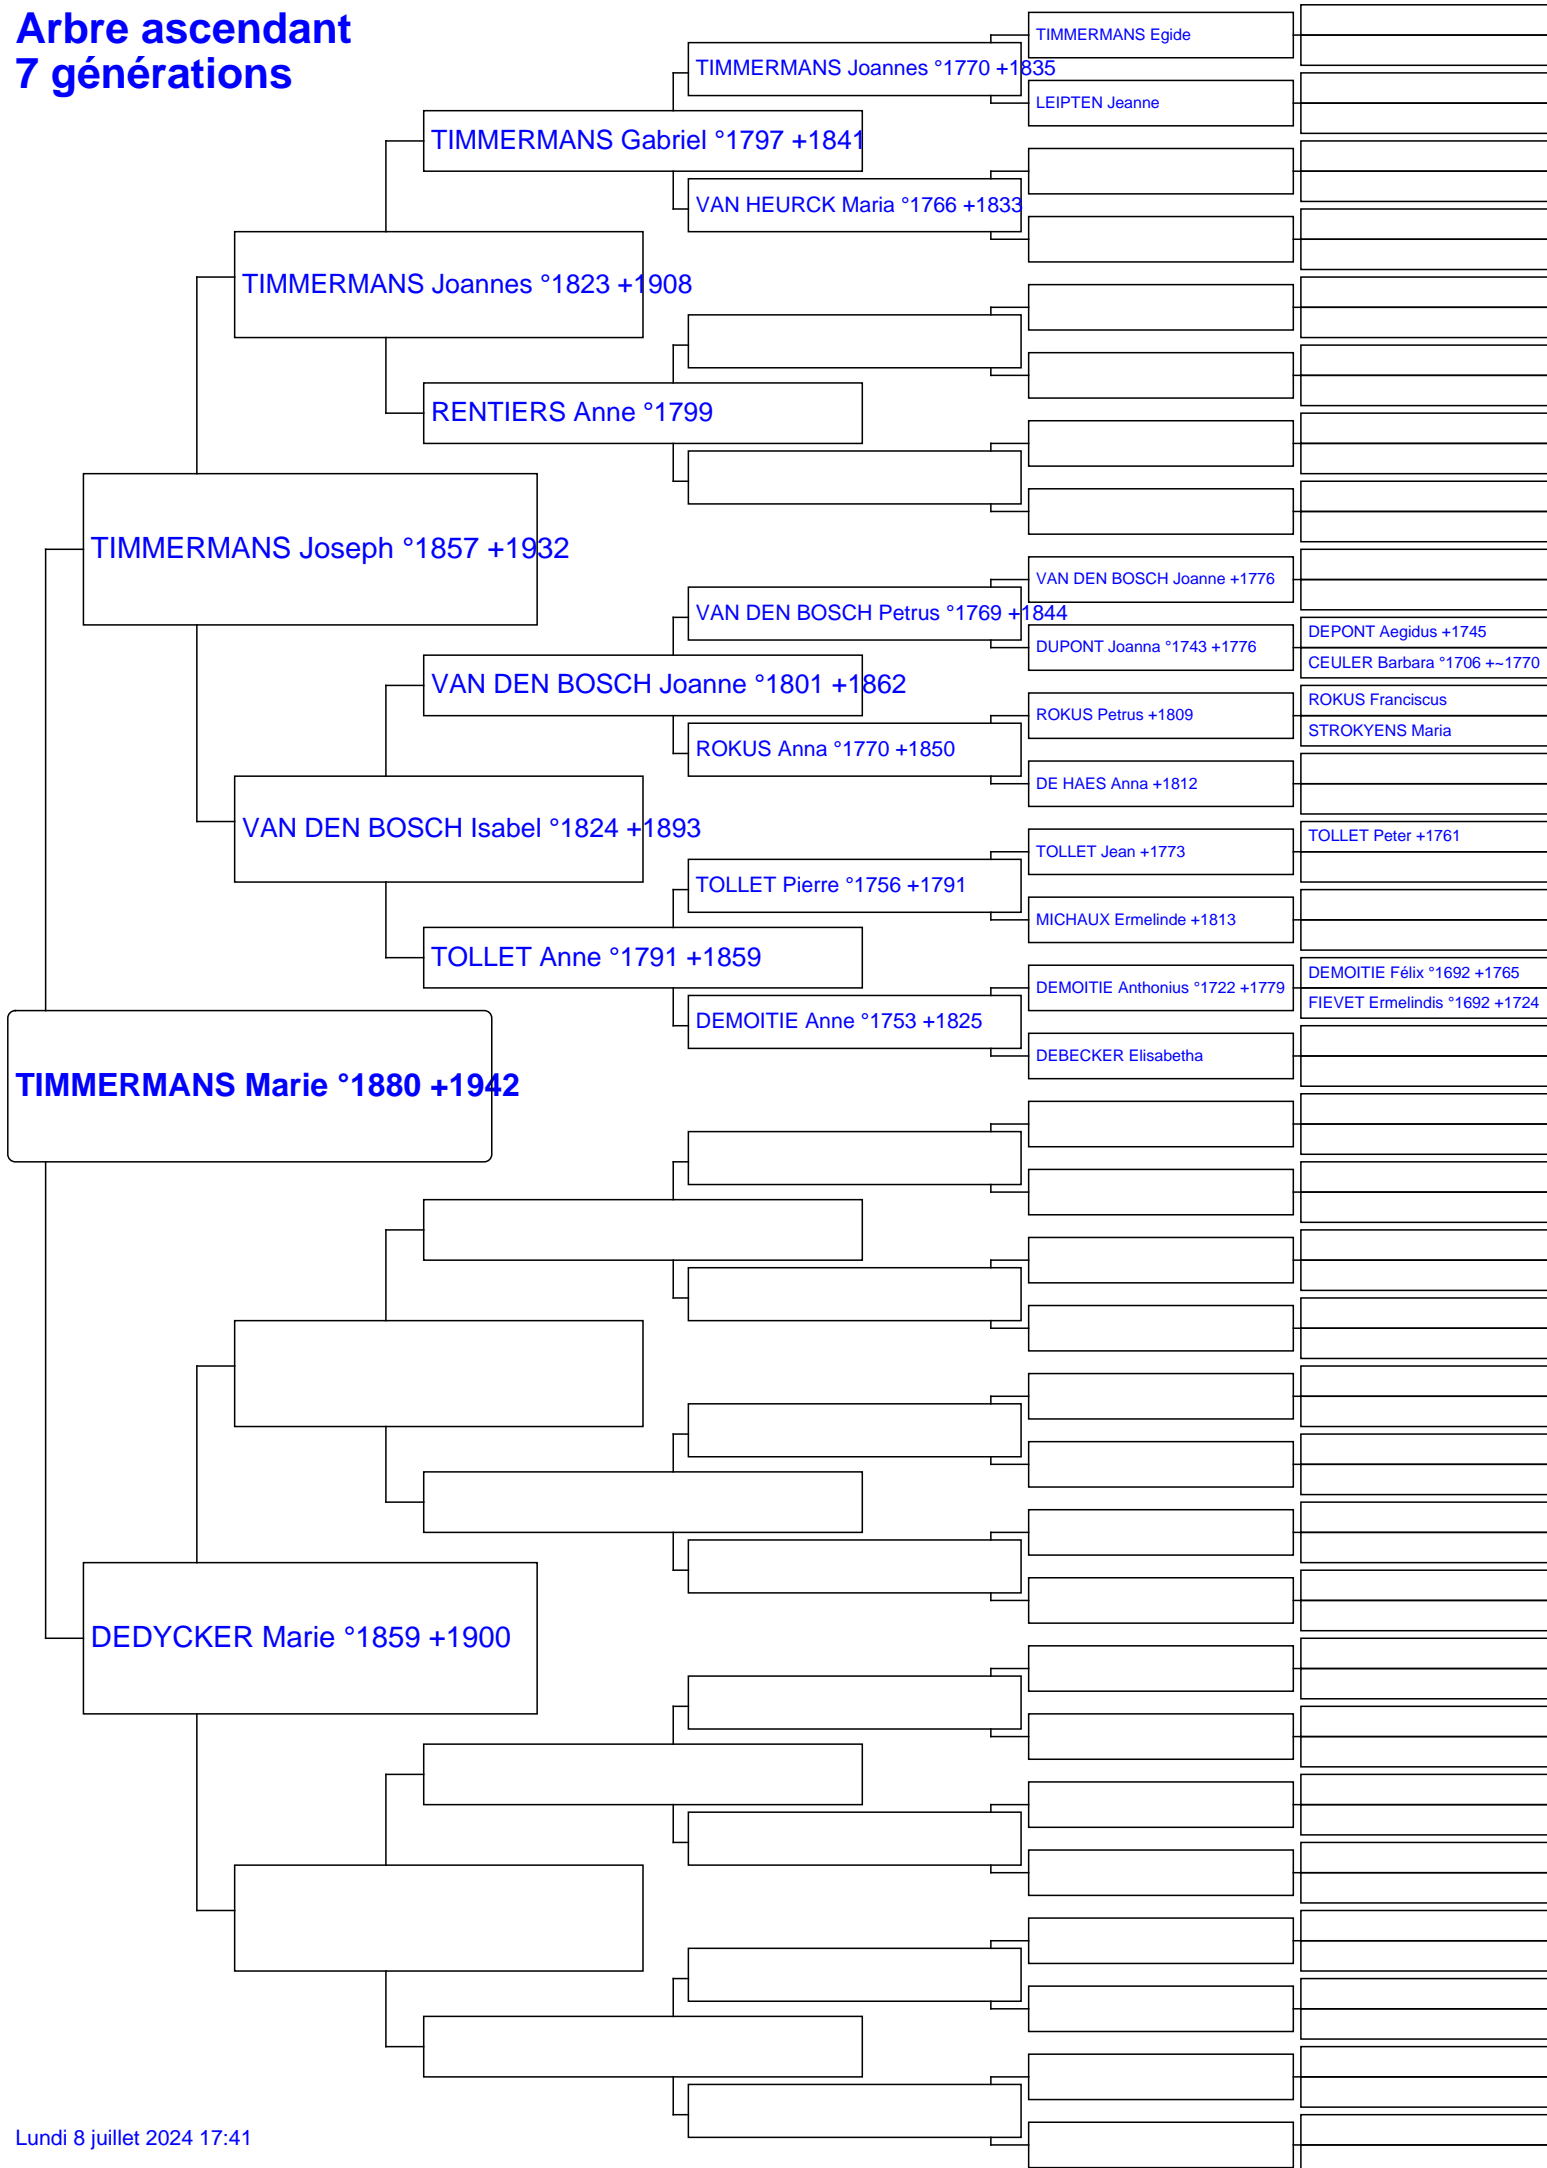 Arbre ascendant
7 générations
TIMMERMANS Egide
TIMMERMANS Joannes °1770 +1835
LEIPTEN Jeanne
TIMMERMANS Gabriel °1797 +1841
VAN HEURCK Maria °1766 +1833
TIMMERMANS Joannes °1823 +1908
RENTIERS Anne °1799
TIMMERMANS Joseph °1857 +1932
VAN DEN BOSCH Joanne +1776
VAN DEN BOSCH Petrus °1769 +1844
DEPONT Aegidus +1745
DUPONT Joanna °1743 +1776
CEULER Barbara °1706 +~1770
VAN DEN BOSCH Joanne °1801 +1862
ROKUS Franciscus
ROKUS Petrus +1809
STROKYENS Maria
ROKUS Anna °1770 +1850
DE HAES Anna +1812
VAN DEN BOSCH Isabel °1824 +1893
TOLLET Peter +1761
TOLLET Jean +1773
TOLLET Pierre °1756 +1791
MICHAUX Ermelinde +1813
TOLLET Anne °1791 +1859
DEMOITIE Félix °1692 +1765
DEMOITIE Anthonius °1722 +1779
FIEVET Ermelindis °1692 +1724
DEMOITIE Anne °1753 +1825
DEBECKER Elisabetha
TIMMERMANS Marie °1880 +1942
DEDYCKER Marie °1859 +1900
Lundi 8 juillet 2024 17:41